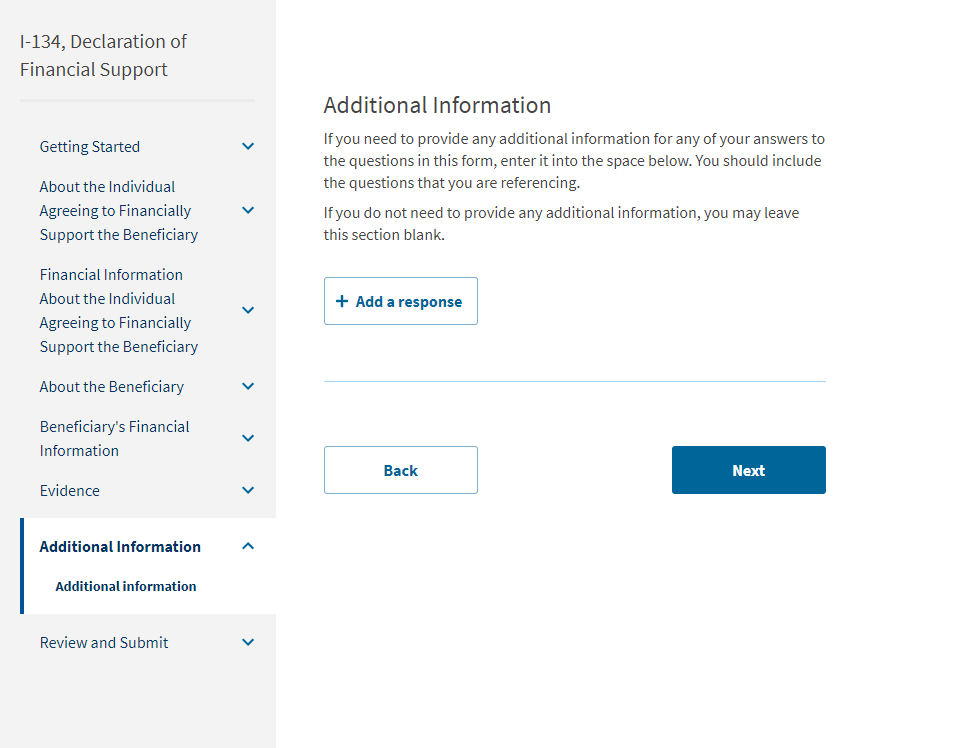 I-134, Declaration of
Financial Support
Getting Started
About the Individual
Agreeing to Financially
Support the Beneficiary
Financial Information
About the Individual
Agreeing to Financially
Support the Beneficiary
About the Beneficiary
Beneficiary's Financial
Information
Evidence
Additional Information
Additional information
Review and Submit
Additional Information
If you need to provide any additional information for any of your answers to
the questions in this form, enter it into the space below. You should include
the questions that you are referencing.
If you do not need to provide any additional information, you may leave
this section blank.
+ Add a response
Back
Next